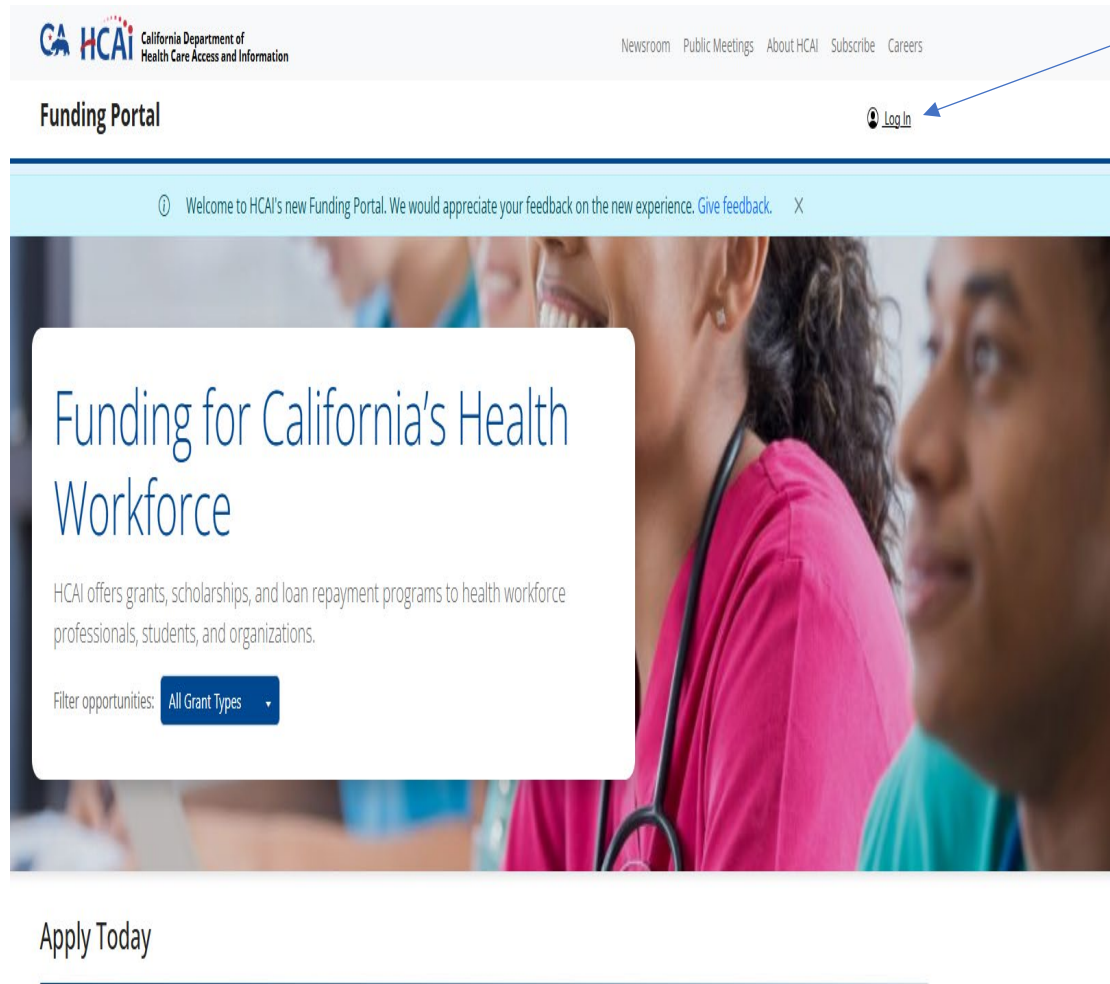 CA HCAi California Department of
Health Care Access and Information
Newsroom Public Meetings About HCAI Subscribe Careers
Funding Portal
Log In
Welcome to HCAI's new Funding Portal. We would appreciate your feedback on the new experience. Give feedback. X
Funding for California's Health
Workforce
HCAI offers grants, scholarships, and loan repayment programs to health workforce
professionals, students, and organizations.
Filter opportunities: All Grant Types
Apply Today